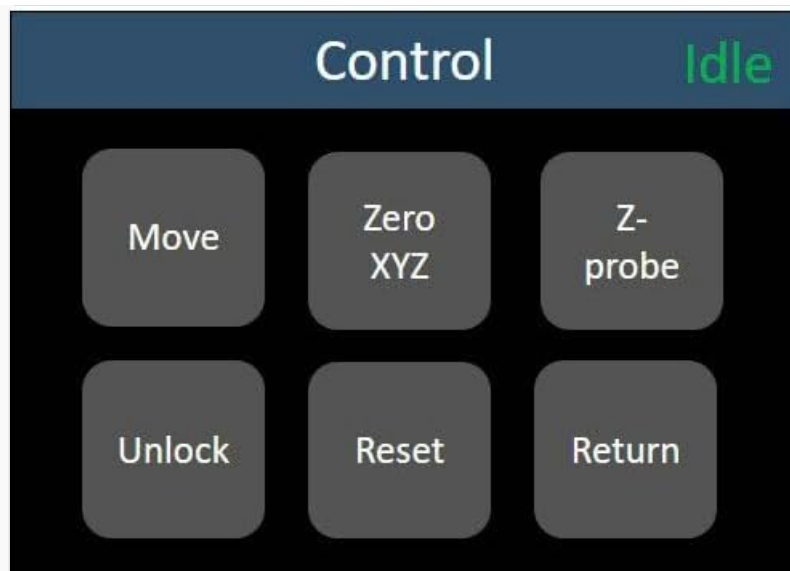 Control
Idle
Move
Zero
XYZ
Z-
probe
Unlock
Reset
Return